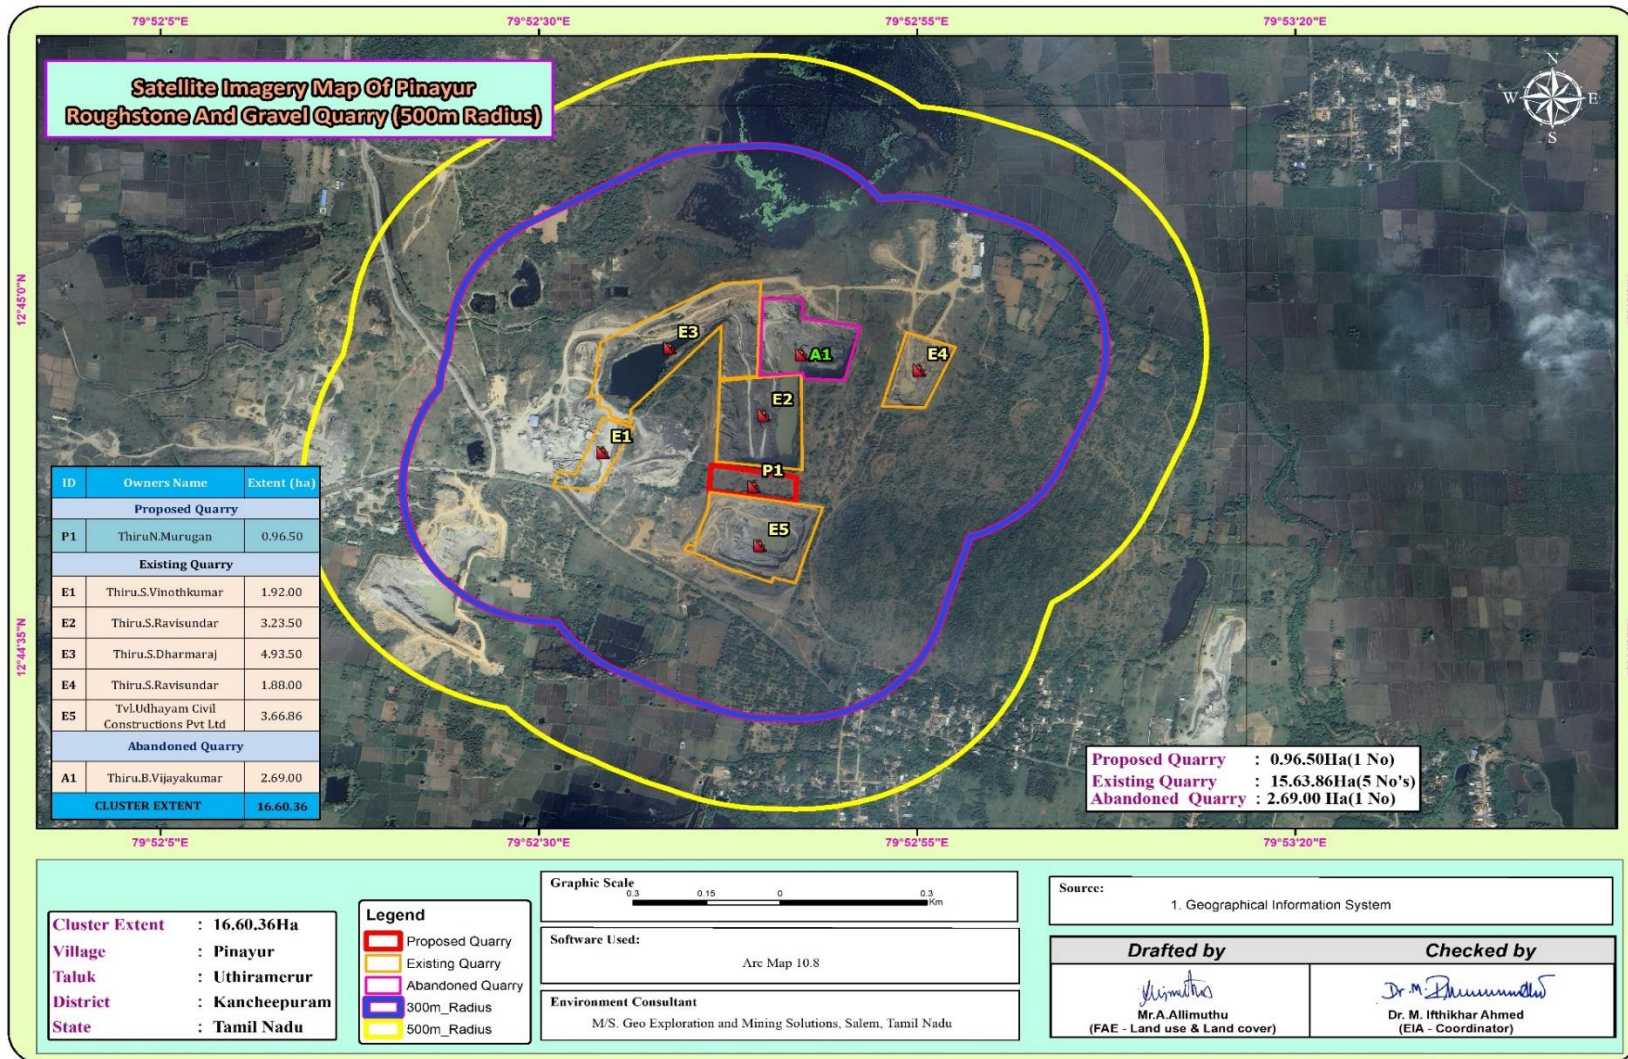 79°52'5"E 79°52'30"E 79°52'55"E 79°53'20"E
Satellite Imagery Map Of Pinayur
Roughstone And Gravel Quarry (500m Radius)
N
W E
S
12°45'0"N
12°44'35"N
E3
A1
E4
E2
E1
P1
E5
ID Owners Name Extent (ha)
Proposed Quarry
P1 ThiruN.Murugan 0.96.50
Existing Quarry
E1 Thiru.S.Vinothkumar 1.92.00
E2 Thiru.S.Ravisundar 3.23.50
E3 Thiru.S.Dharmaraj 4.93.50
E4 Thiru.S.Ravisundar 1.88.00
E5 Tvl.Udhayam Civil
Constructions Pvt Ltd 3.66.86
Abandoned Quarry
A1 Thiru.B.Vijayakumar 2.69.00
CLUSTER EXTENT 16.60.36
Proposed Quarry : 0.96.50Ha(1 No)
Existing Quarry : 15.63.86Ha(5 No's)
Abandoned Quarry : 2.69.00 Ha(1 No)
79°52'5"E 79°52'30"E 79°52'55"E 79°53'20"E
Cluster Extent : 16.60.36Ha
Village : Pinayur
Taluk : Uthiramerur
District : Kancheepuram
State : Tamil Nadu
Legend
Proposed Quarry
Existing Quarry
Abandoned Quarry
300m_Radius
500m_Radius
Graphic Scale
0.3 0.15 0 0.3
Km
Software Used:
Arc Map 10.8
Environment Consultant
M/S. Geo Exploration and Mining Solutions, Salem, Tamil Nadu
Source:
1. Geographical Information System
Drafted by Checked by
Mr.A.Allimuthu
(FAE - Land use & Land cover)
Dr. M. Ifthikhar Ahmed
(EIA - Coordinator)